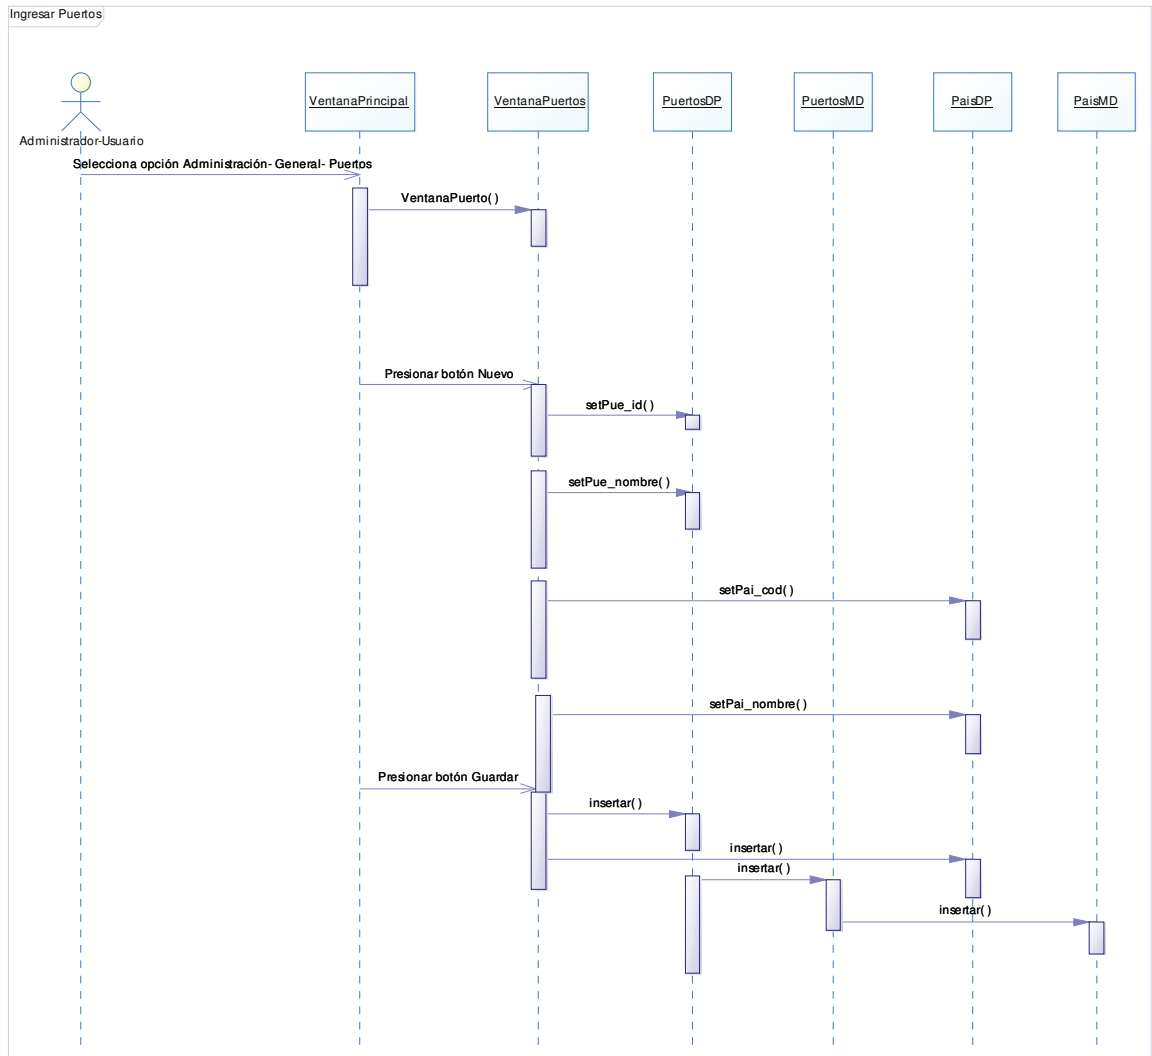 Ingresar Puertos
VentanaPrincipal
VentanaPuertos
PuertosDP
PuertosMD
PaisDP
PaisMD
Administrador-Usuario
Selecciona opción Administración- General- Puertos
VentanaPuerto( )
Presionar botón Nuevo
setPue_id( )
setPue_nombre( )
setPai_cod( )
setPai_nombre( )
Presionar botón Guardar
insertar( )
insertar( )
insertar( )
insertar( )